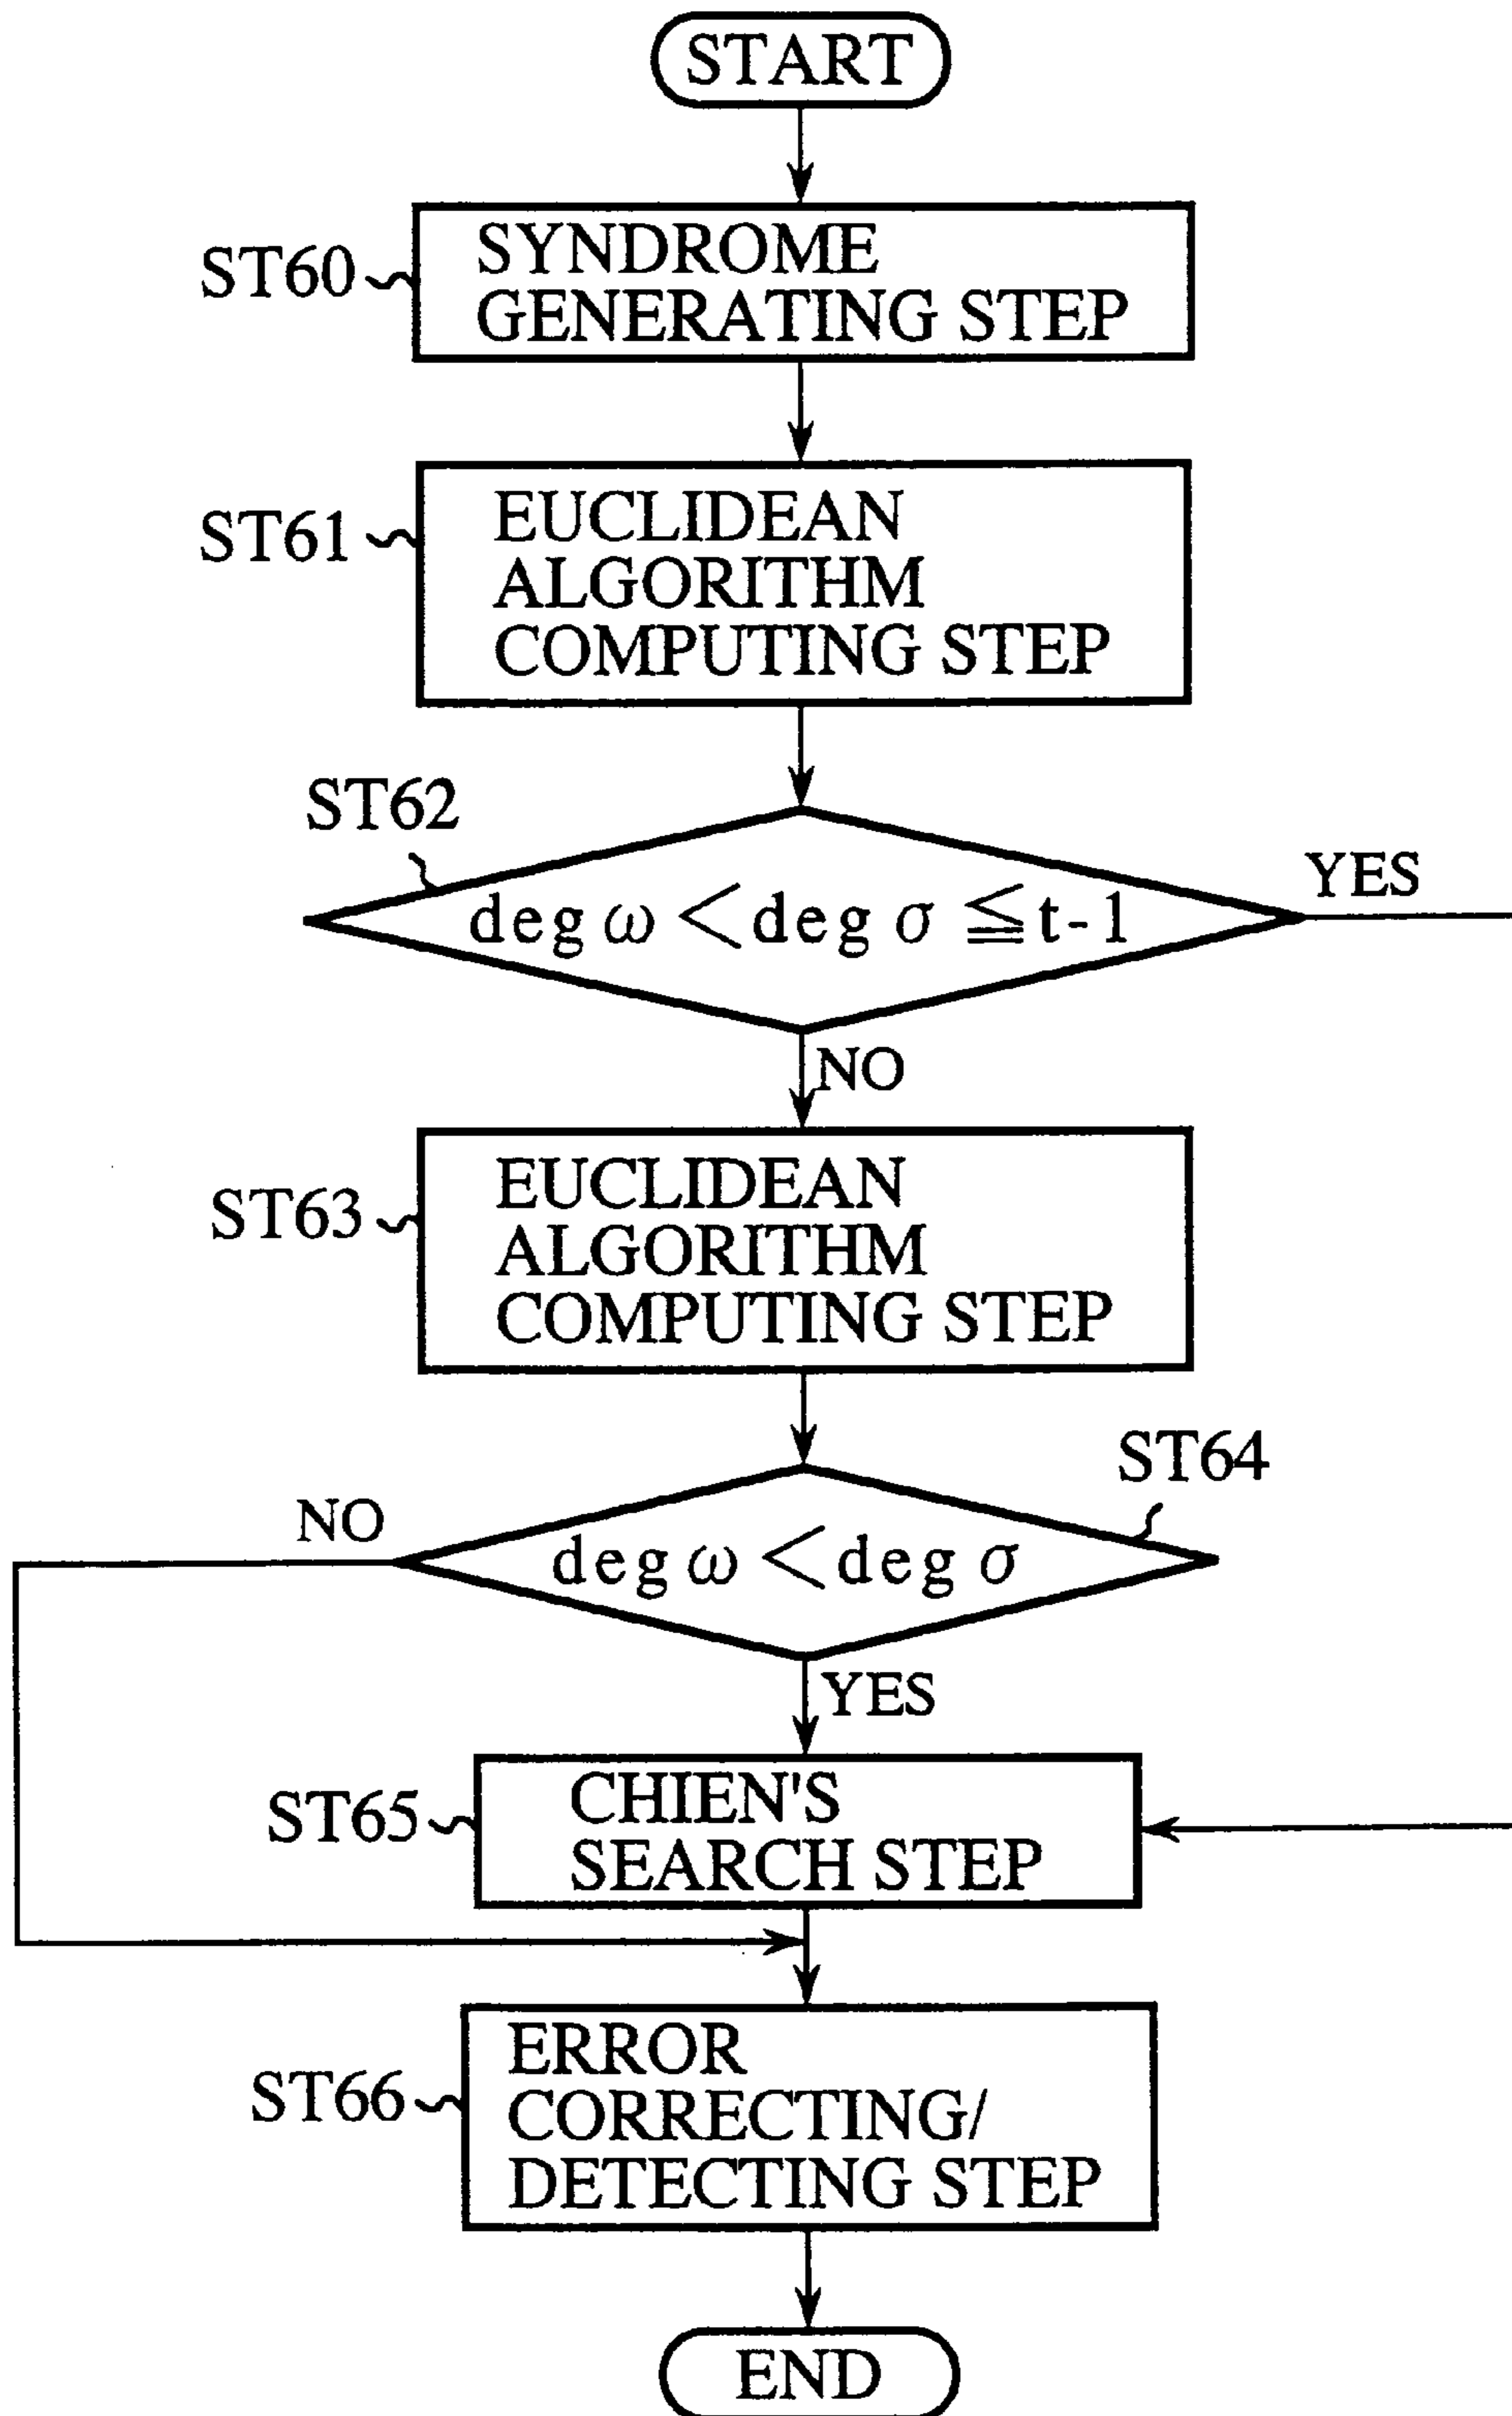 START
ST60
SYNDROME
GENERATING STEP
ST61
EUCLIDEAN
ALGORITHM
COMPUTING STEP
ST62
deg ω < deg σ ≦ t-1
YES
NO
ST63
EUCLIDEAN
ALGORITHM
COMPUTING STEP
ST64
NO
deg ω < deg σ
YES
ST65
CHIEN'S
SEARCH STEP
ST66
ERROR
CORRECTING/
DETECTING STEP
END